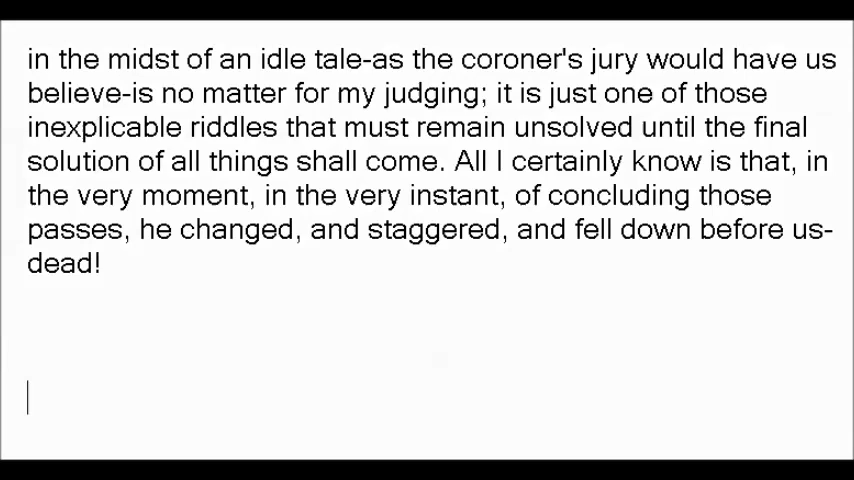 in the midst of an idle tale-as the coroner's jury would have us
believe-is no matter for my judging; it is just one of those
inexplicable riddles that must remain unsolved until the final
solution of all things shall come. All I certainly know is that, in
the very moment, in the very instant, of concluding those
passes, he changed, and staggered, and fell down before us-
dead!